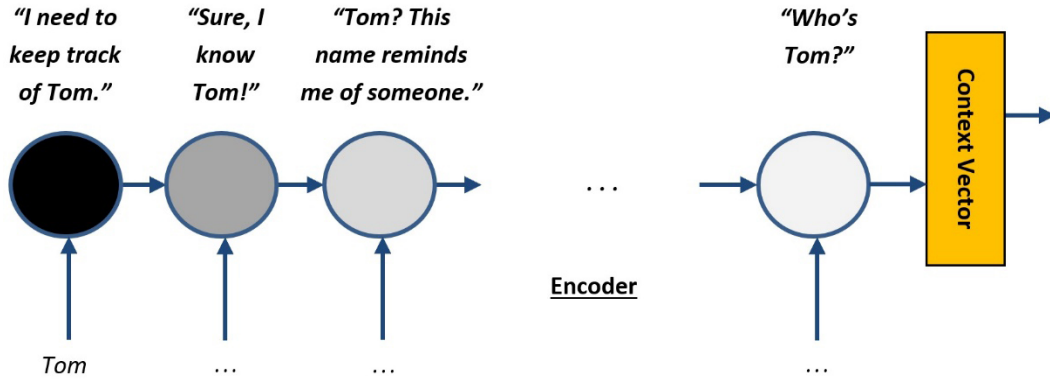 “I need to
keep track
of Tom.”
“Sure, I
know
Tom!”
“Tom? This
name reminds
me of someone.”
“Who’s
Tom?”
Context Vector
. . .
Encoder
Tom
...
...
...